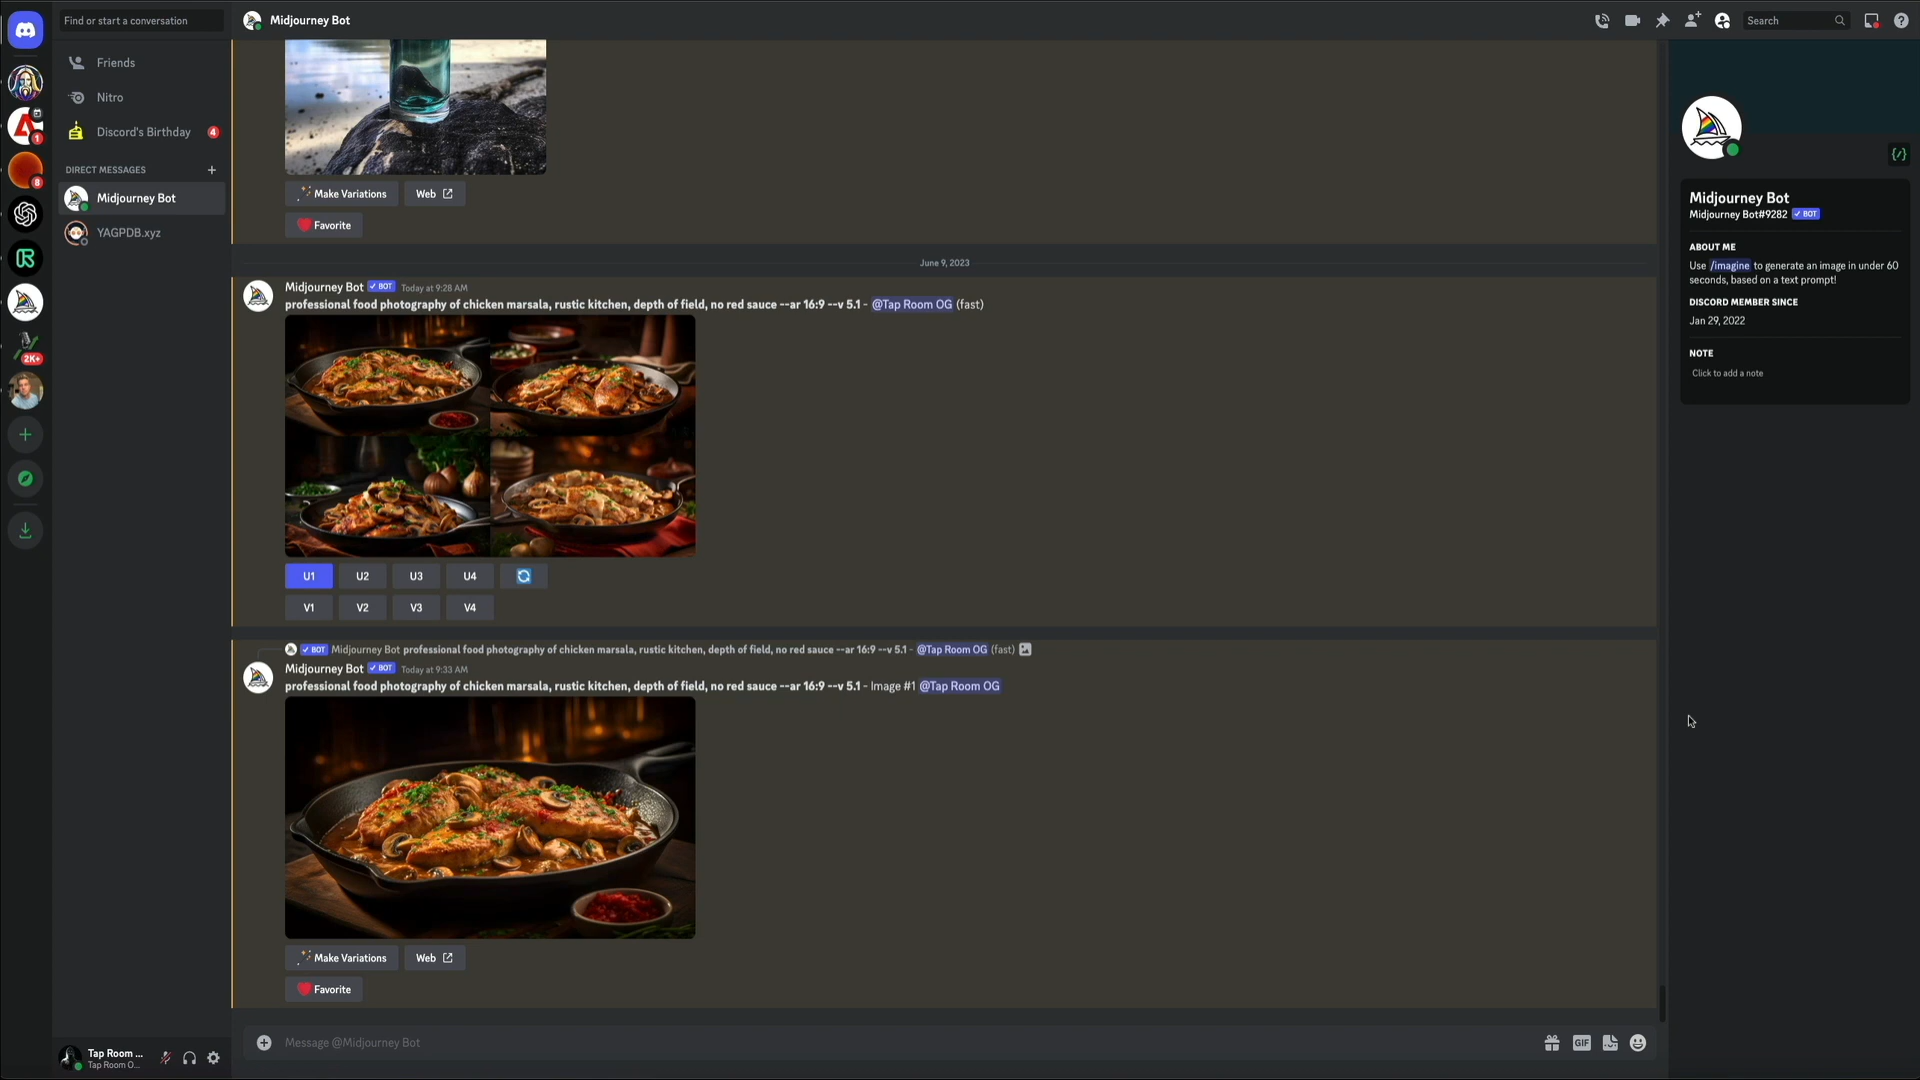 Find or start a conversation
Midjourney Bot
Search
Friends
Nitro
Discord's Birthday
4
DIRECT MESSAGES
Midjourney Bot
YAGPDB.xyz
1
8
2K+
Make Variations
Web
Favorite
June 9, 2023
Midjourney Bot BOT Today at 9:28 AM
professional food photography of chicken marsala, rustic kitchen, depth of field, no red sauce --ar 16:9 --v 5.1 - @Tap Room OG (fast)
U1 U2 U3 U4
V1 V2 V3 V4
BOT Midjourney Bot professional food photography of chicken marsala, rustic kitchen, depth of field, no red sauce --ar 16:9 --v 5.1 - @Tap Room OG (fast)
Midjourney Bot BOT Today at 9:33 AM
professional food photography of chicken marsala, rustic kitchen, depth of field, no red sauce --ar 16:9 --v 5.1 - Image #1 @Tap Room OG
Make Variations
Web
Favorite
Message @Midjourney Bot
GIF
Tap Room ...
Tap Room O...
Midjourney Bot
Midjourney Bot#9282 BOT
ABOUT ME
Use /imagine to generate an image in under 60
seconds, based on a text prompt!
DISCORD MEMBER SINCE
Jan 29, 2022
NOTE
Click to add a note